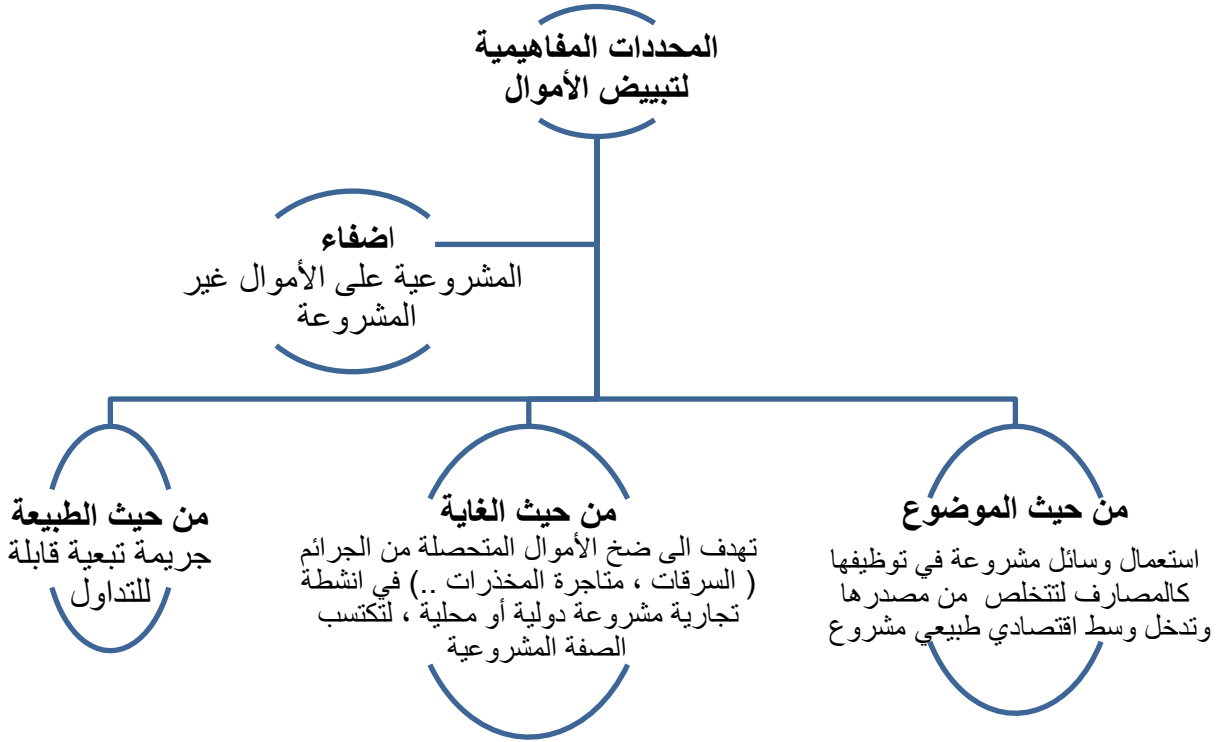 المحددات المفاهيمية
لتبييض الأموال
اضفاء
المشروعية على الأموال غير
المشروعة
من حيث الموضوع
استعمال وسائل مشروعة في توظيفها
كالمصارف لتتخلص من مصدرها
وتدخل وسط اقتصادي طبيعي مشروع
من حيث الغاية
تهدف الى ضخ الأموال المتحصلة من الجرائم
( السرقات ، متاجرة المخذرات ..) في انشطة
تجارية مشروعة دولية أو محلية ، لتكتسب
الصفة المشروعية
من حيث الطبيعة
جريمة تبعية قابلة
للتداول